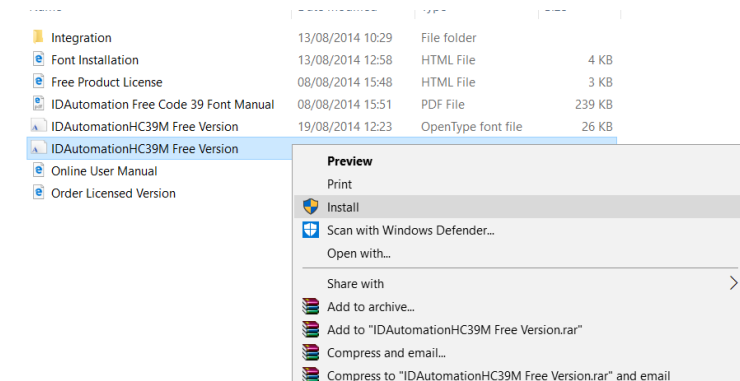 Name Date modified Type Size
Integration 13/08/2014 10:29 File folder
Font Installation 13/08/2014 12:58 HTML File 4 KB
Free Product License 08/08/2014 15:48 HTML File 3 KB
IDAutomation Free Code 39 Font Manual 08/08/2014 15:51 PDF File 239 KB
IDAutomationHC39M Free Version 19/08/2014 12:23 OpenType font file 26 KB
IDAutomationHC39M Free Version
Online User Manual
Order Licensed Version
Preview
Print
Install
Scan with Windows Defender...
Open with...
Share with
Add to archive...
Add to "IDAutomationHC39M Free Version.rar"
Compress and email...
Compress to "IDAutomationHC39M Free Version.rar" and email